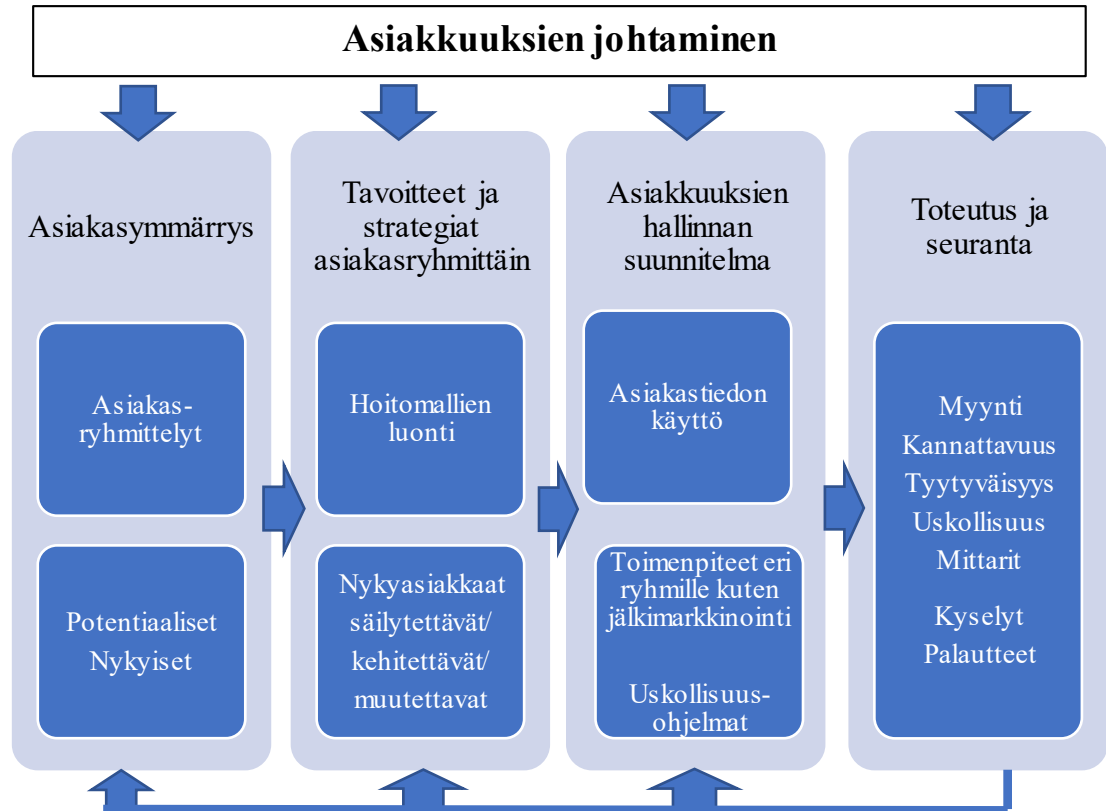 Asiakkuuksien johtaminen
Asiakasymmärrys
Asiakas-
ryhmittelyt
Potentiaaliset
Nykyiset
Tavoitteet ja
strategiat
asiakasryhmittäin
Hoitomallien
luonti
Nykyasiakkaat
säilytettävät/
kehitettävät/
muutettavat
Asiakkuuksien
hallinnan
suunnitelma
Asiakastiedon
käyttö
Toimenpiteet eri
ryhmille kuten
jälkimarkkinointi
Uskollisuus-
ohjelmat
Toteutus ja
seuranta
Myynti
Kannattavuus
Tyytyväisyys
Uskollisuus
Mittarit
Kyselyt
Palautteet